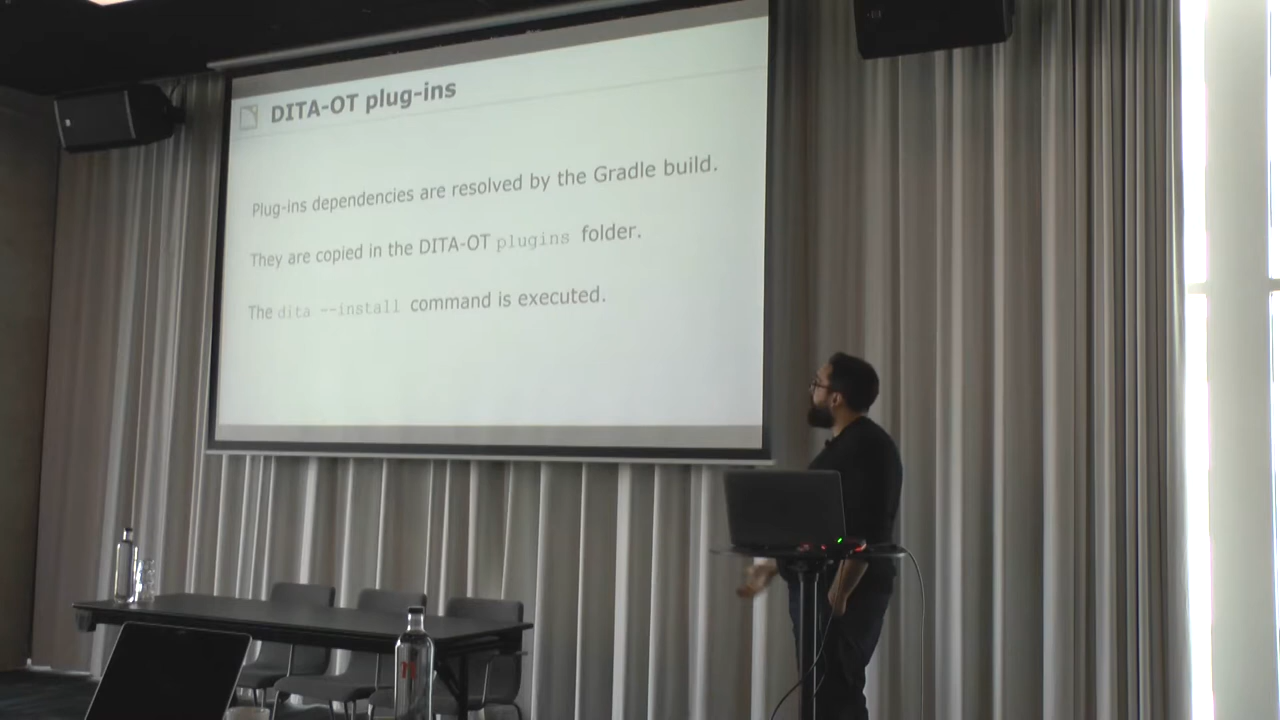 DITA-OT plug-ins
Plug-ins dependencies are resolved by the Gradle build.
They are copied in the DITA-OT plugins folder.
The dita --install command is executed.